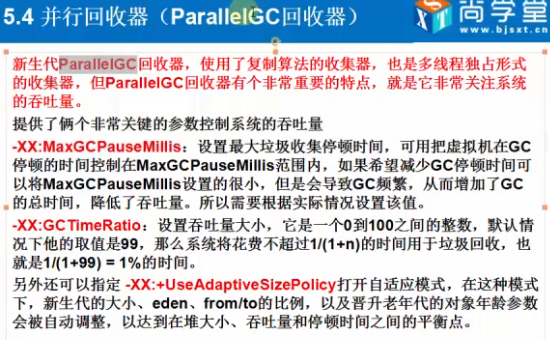 5.4 并行回收器（ParallelGC回收器）
尚学堂
www.bjsxt.cn
新生代ParallelGC回收器，使用了复制算法的收集器，也是多线程独占形式
的收集器，但ParallelGC回收器有个非常重要的特点，就是它非常关注系统
的吞吐量。
提供了俩个非常关键的参数控制系统的吞吐量
-XX:MaxGCPauseMillis：设置最大垃圾收集停顿时间，可用把虚拟机在GC
停顿的时间控制在MaxGCPauseMillis范围内，如果希望减少GC停顿时间可
以将MaxGCPauseMillis设置的很小，但是会导致GC频繁，从而增加了GC
的总时间，降低了吞吐量。所以需要根据实际情况设置该值。
-XX:GCTimeRatio：设置吞吐量大小，它是一个0到100之间的整数，默认情
况下他的取值是99，那么系统将花费不超过1/(1+n)的时间用于垃圾回收，也
就是1/(1+99) = 1%的时间。
另外还可以指定 -XX:+UseAdaptiveSizePolicy打开自适应模式，在这种模式
下，新生代的大小、eden、from/to的比例，以及晋升老年代的对象年龄参数
会被自动调整，以达到在堆大小、吞吐量和停顿时间之间的平衡点。